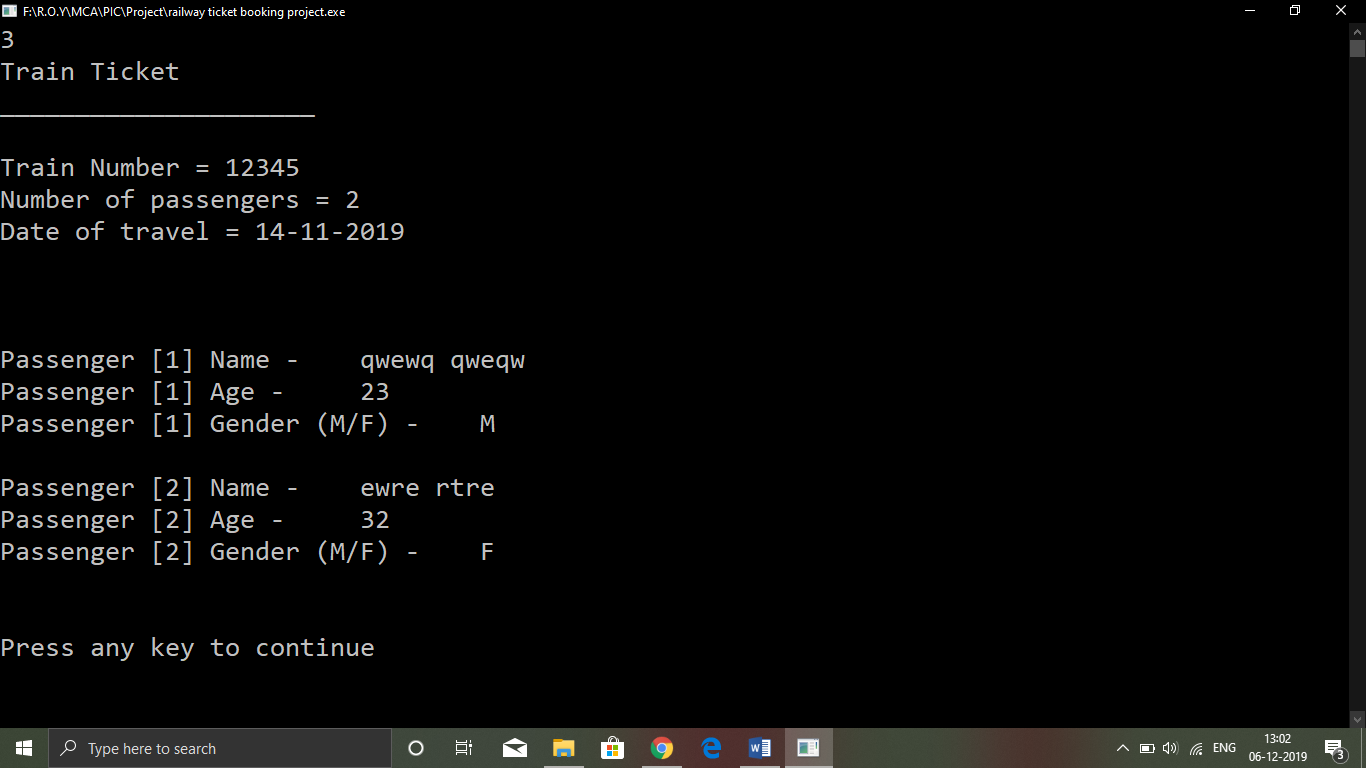 F:\R.O.Y\MCA\PIC\Project\railway ticket booking project.exe
3
Train Ticket
_____________________
Train Number = 12345
Number of passengers = 2
Date of travel = 14-11-2019
Passenger [1] Name -    qwewq qweqw
Passenger [1] Age -     23
Passenger [1] Gender (M/F) -    M
Passenger [2] Name -    ewre rtre
Passenger [2] Age -     32
Passenger [2] Gender (M/F) -    F
Press any key to continue
Type here to search
ENG
13:02
06-12-2019
3